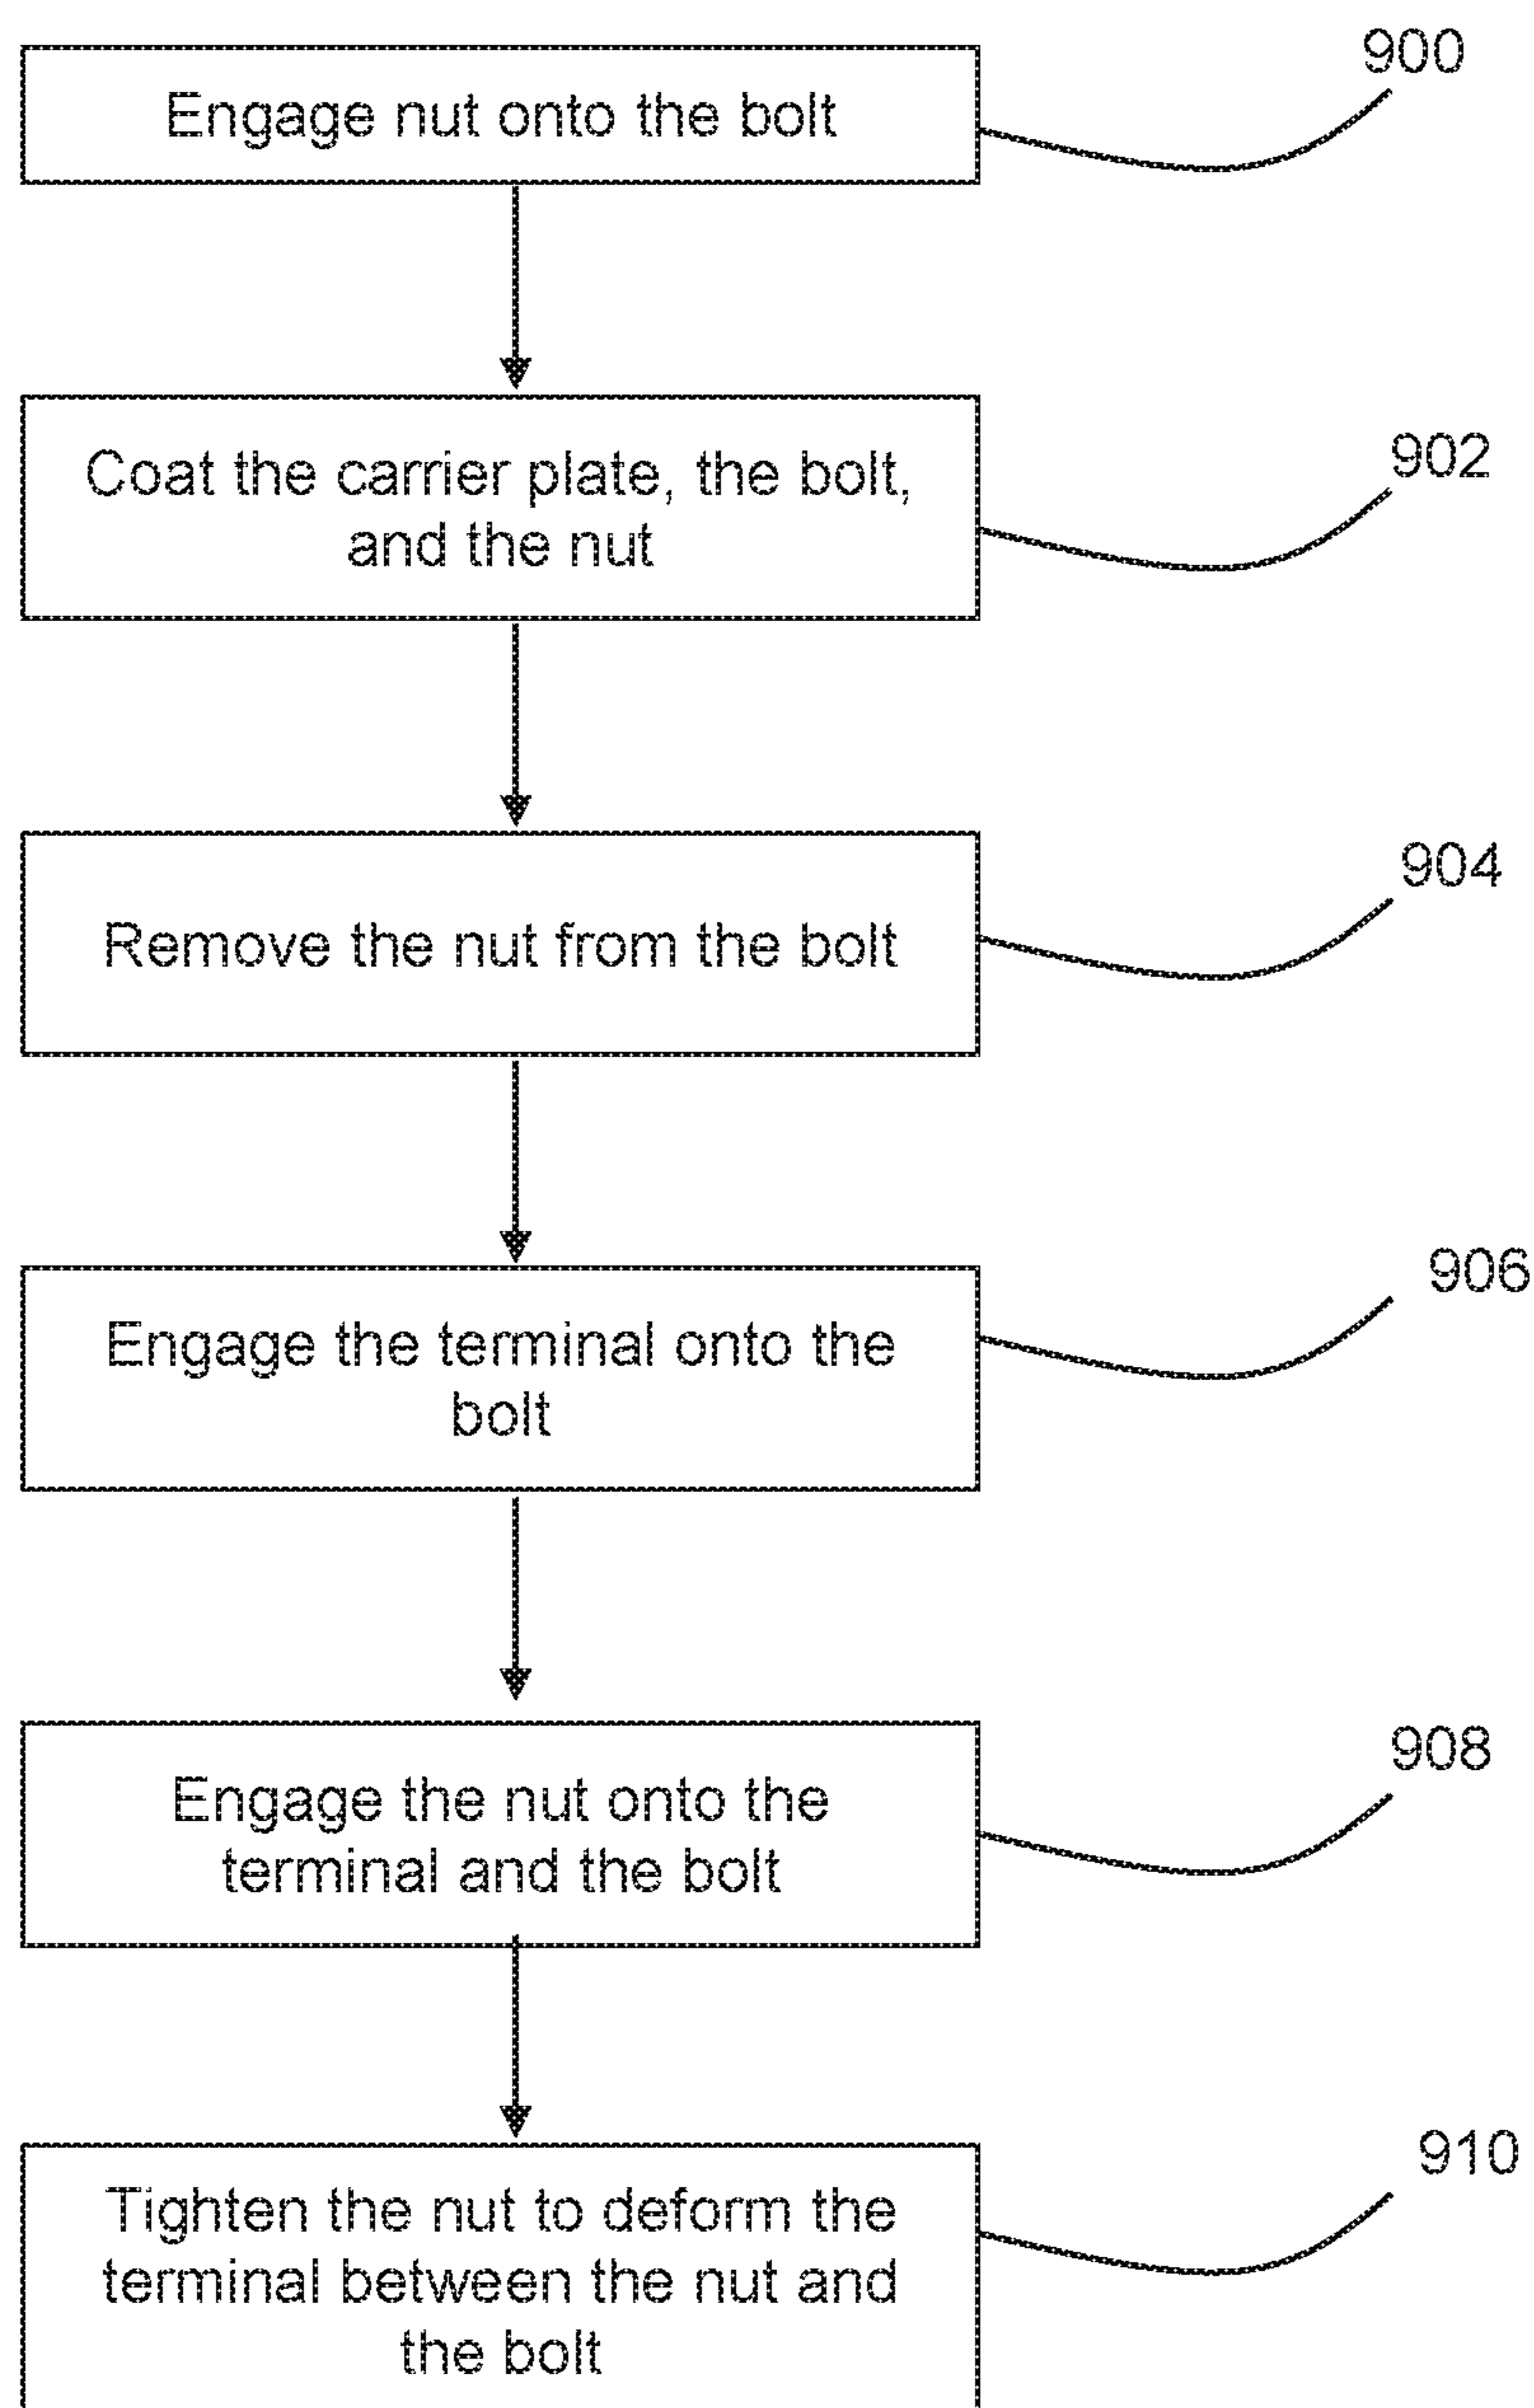 900
Engage nut onto the bolt
902
Coat the carrier plate, the bolt,
and the nut
904
Remove the nut from the bolt
906
Engage the terminal onto the
bolt
908
Engage the nut onto the
terminal and the bolt
910
Tighten the nut to deform the
terminal between the nut and
the bolt